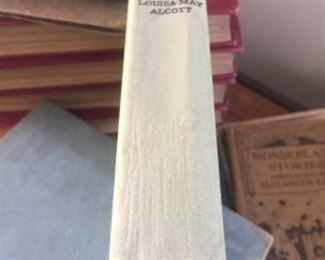 LOUISA MAY
ALCOTT
WONDERLAND
STORIES
ELIZABETH